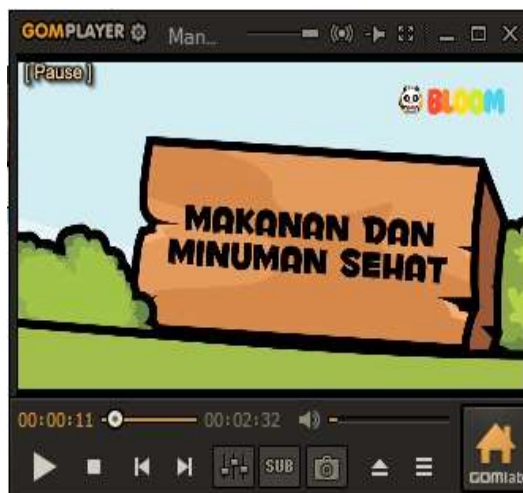 GOMPLAYER Man..
[Pause]
BLOOM
MAKANAN DAN
MINUMAN SEHAT
00:00:11 00:02:32
SUB
GOMlab